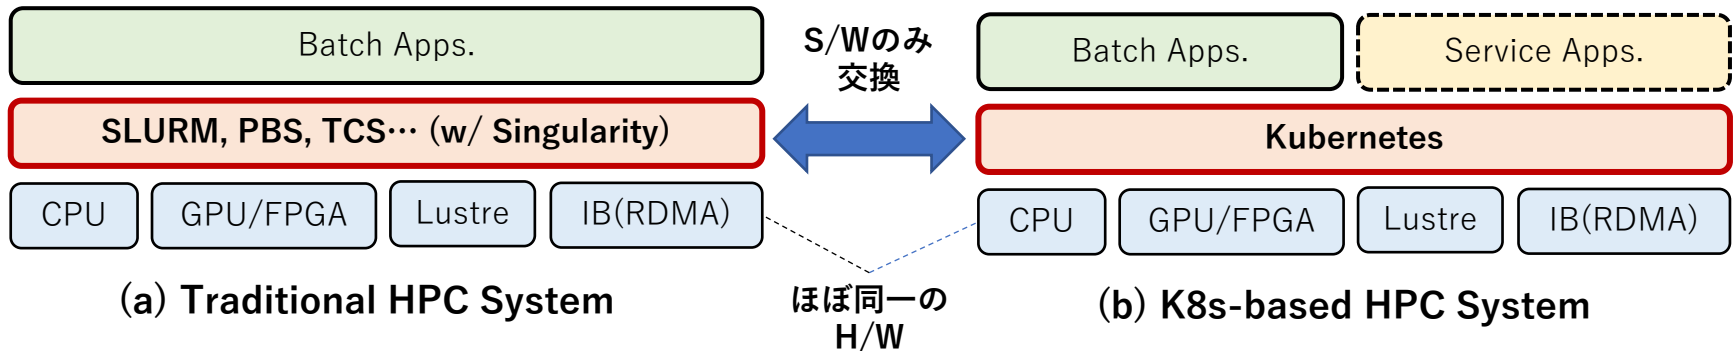 Batch Apps.
SLURM, PBS, TCS… (w/ Singularity)
CPU
GPU/FPGA
Lustre
IB(RDMA)
(a) Traditional HPC System
S/Wのみ
交換
ほぼ同一の
H/W
Batch Apps.
Service Apps.
Kubernetes
CPU
GPU/FPGA
Lustre
IB(RDMA)
(b) K8s-based HPC System